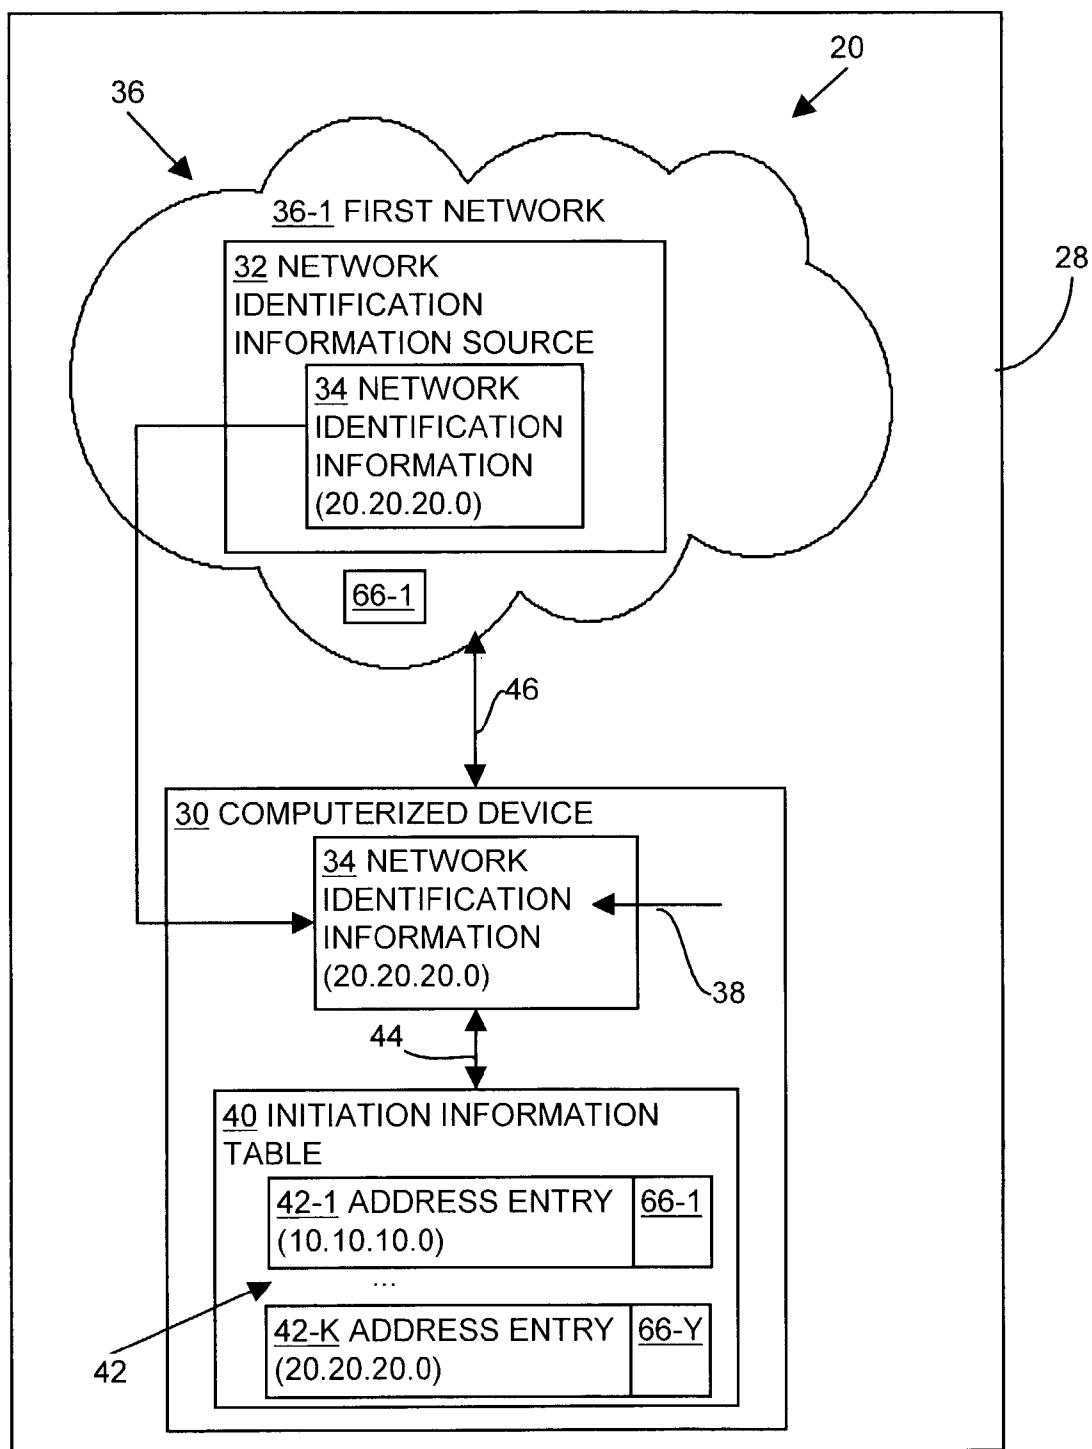 20
36
36-1 FIRST NETWORK
28
32 NETWORK
IDENTIFICATION
INFORMATION SOURCE
34 NETWORK
IDENTIFICATION
INFORMATION
(20.20.20.0)
66-1
46
30 COMPUTERIZED DEVICE
34 NETWORK
IDENTIFICATION
INFORMATION
(20.20.20.0)
38
44
40 INITIATION INFORMATION
TABLE
42-1 ADDRESS ENTRY
(10.10.10.0)
66-1
...
42-K ADDRESS ENTRY
(20.20.20.0)
66-Y
42